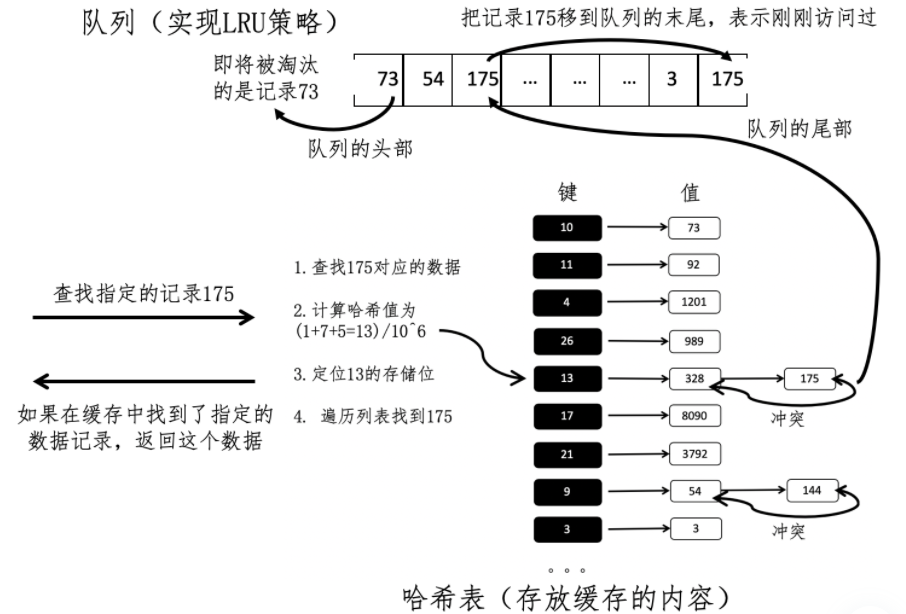 队列（实现LRU策略）
把记录175移到队列的末尾，表示刚刚访问过
即将被淘汰
的是记录73
73 54 175 ... ... ... 3 175
队列的头部
队列的尾部
键 值
10 73
11 92
4 1201
26 989
13 328 175
冲突
17 8090
21 3792
9 54 144
冲突
3 3
。。。
查找指定的记录175
如果在缓存中找到了指定的
数据记录，返回这个数据
1. 查找175对应的数据
2. 计算哈希值为
(1+7+5=13)/10^6
3. 定位13的存储位
4. 遍历列表找到175
哈希表（存放缓存的内容）